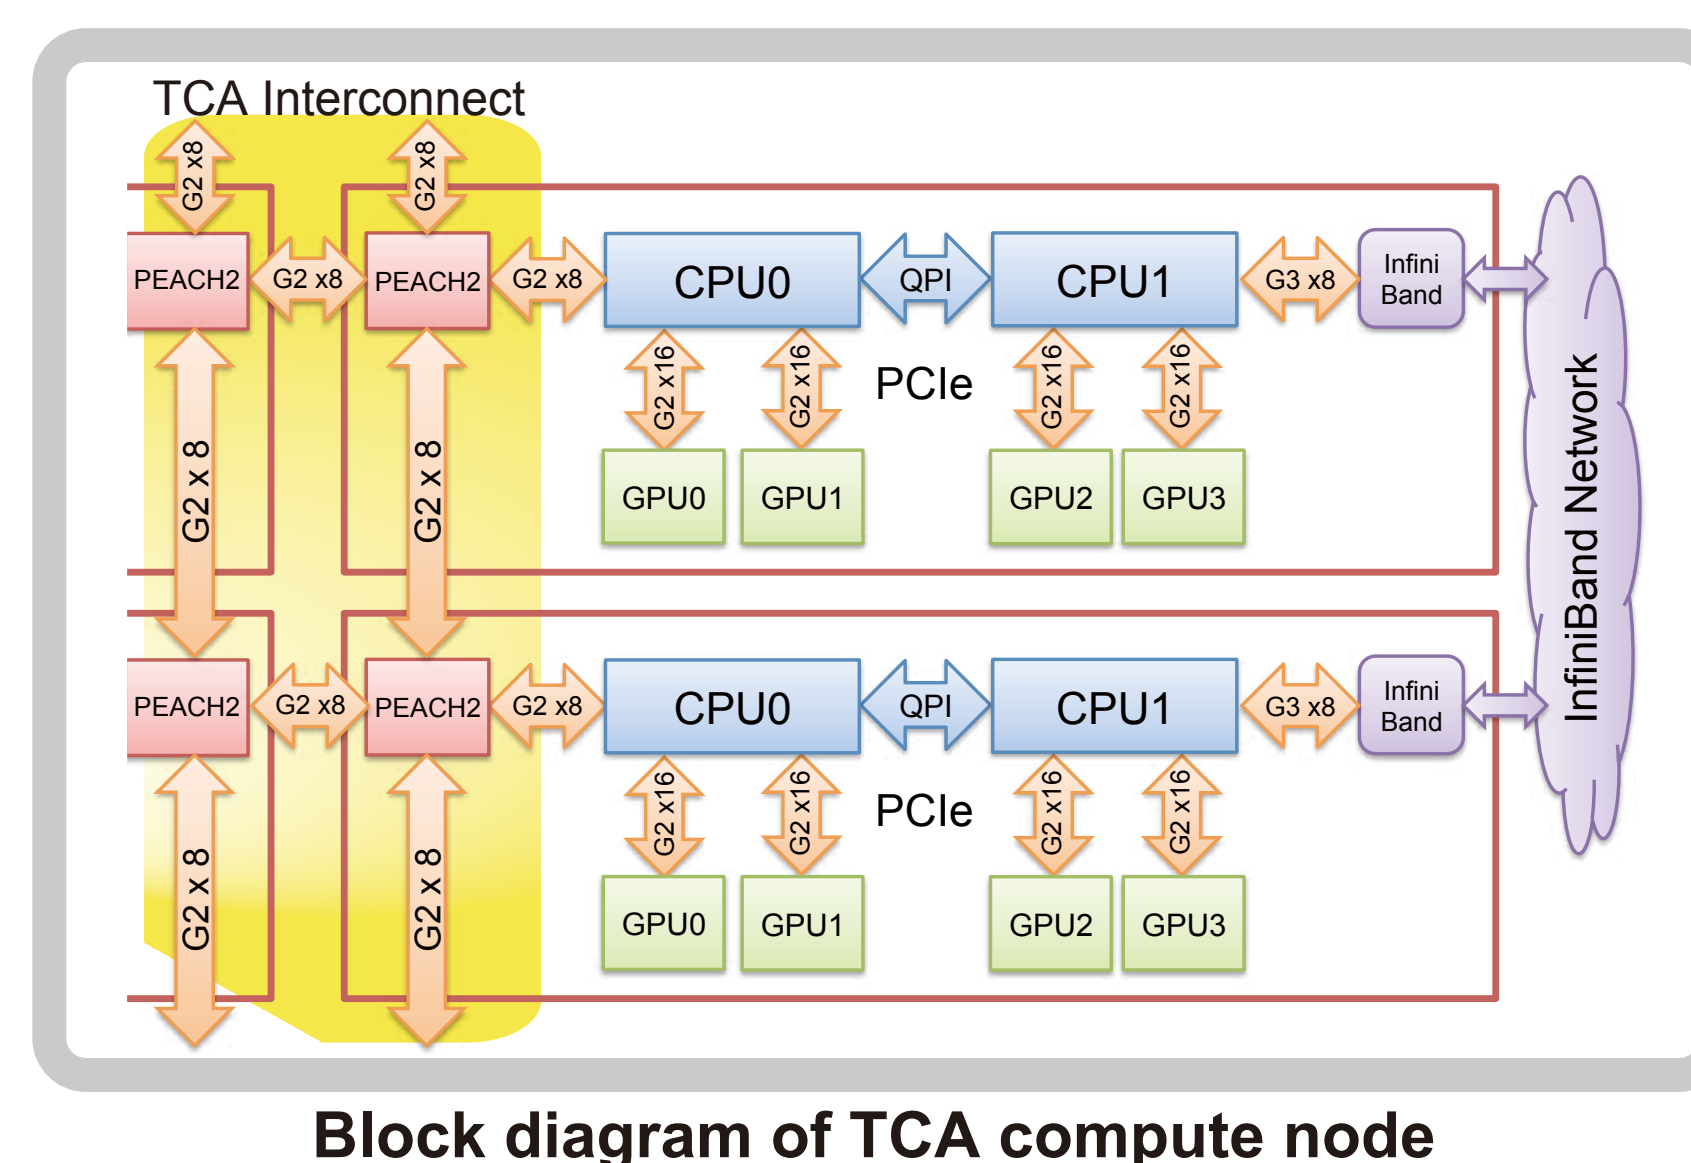 TCA Interconnect
G2 x8
G2 x8
PEACH2
G2 x8
PEACH2
G2 x8
CPU0
QPI
CPU1
G3 x8
Infini
Band
G2 x16
G2 x16
PCIe
G2 x16
G2 x16
G2 x 8
G2 x 8
GPU0
GPU1
GPU2
GPU3
InfiniBand Network
PEACH2
G2 x8
PEACH2
G2 x8
CPU0
QPI
CPU1
G3 x8
Infini
Band
G2 x16
G2 x16
PCIe
G2 x16
G2 x16
G2 x 8
G2 x 8
GPU0
GPU1
GPU2
GPU3
Block diagram of TCA compute node